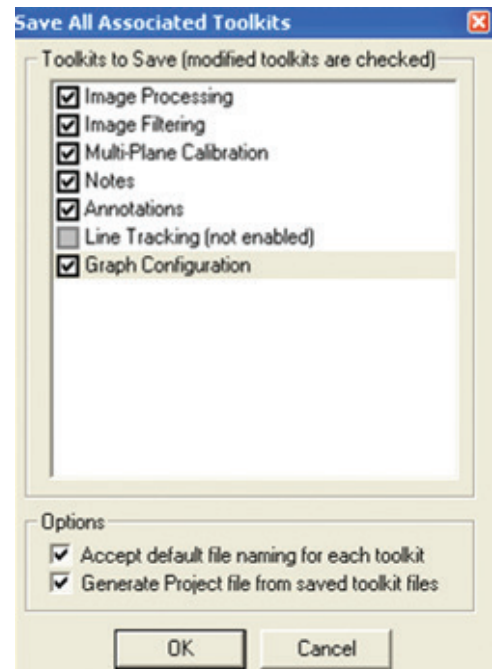 Save All Associated Toolkits
Toolkits to Save (modified toolkits are checked)
Image Processing
Image Filtering
Multi-Plane Calibration
Notes
Annotations
Line Tracking (not enabled)
Graph Configuration
Options
Accept default file naming for each toolkit
Generate Project file from saved toolkit files
OK Cancel